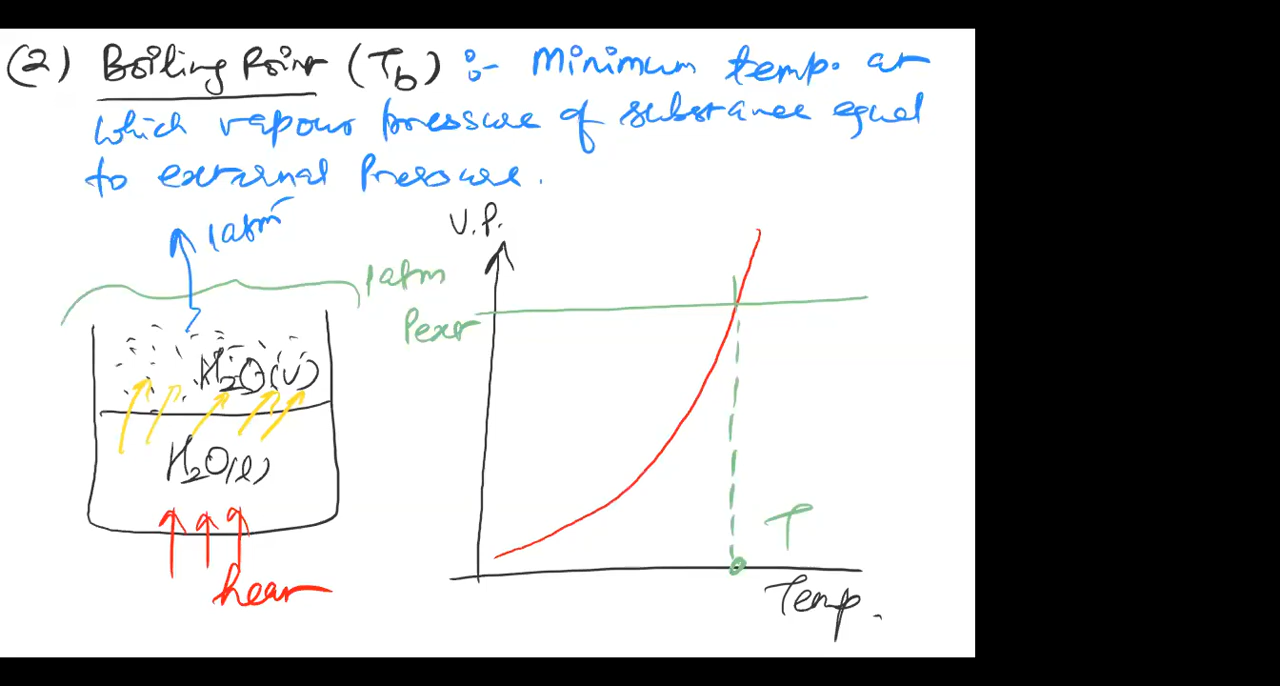 (2) Boiling Point (Tb) :- Minimum temp. at
which vapour pressure of substance equal
to external Pressure.
1atm
V.P.
1atm
Pext
H2O(v)
H2O(l)
T
heat
Temp.